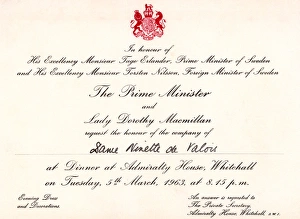 In honour of
His Excellency Monsieur Tage Erlander, Prime Minister of Sweden
and His Excellency Monsieur Torsten Nilsson, Foreign Minister of Sweden
The Prime Minister
and
Lady Dorothy Macmillan
request the honour of the company of
Dame Ninette de Valois
at Dinner at Admiralty House, Whitehall
on Tuesday, 5th March, 1963, at 8.15 p.m.
Evening Dress
and Decorations
An answer is requested to
The Private Secretary,
Admiralty House, Whitehall, S.W.1.